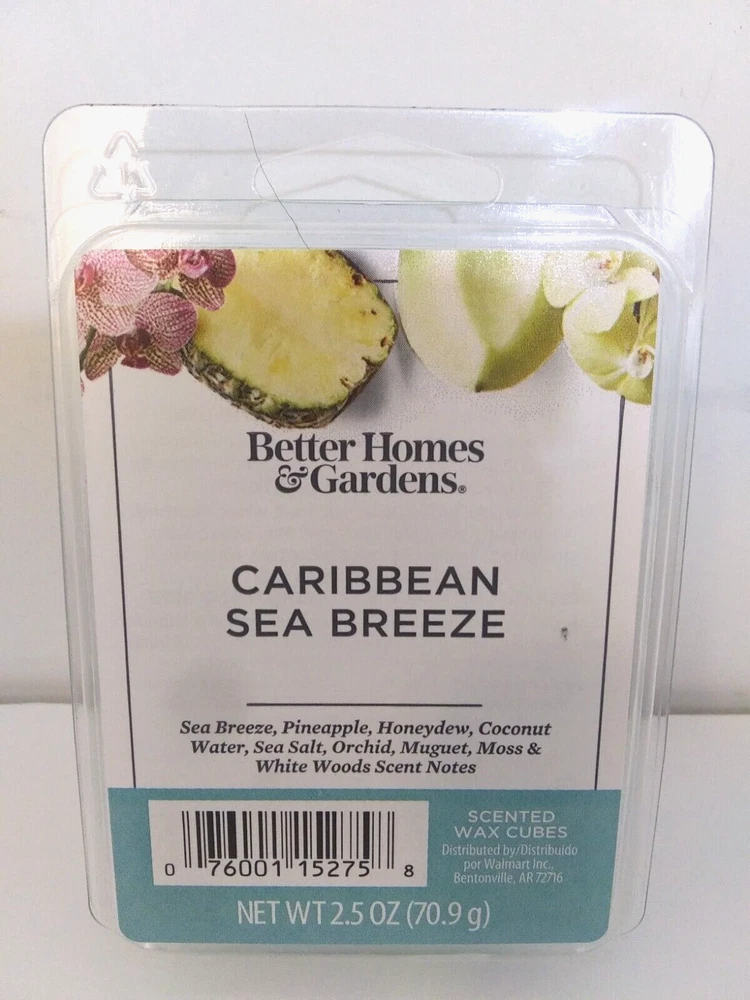 Better Homes
& Gardens®
CARIBBEAN
SEA BREEZE
Sea Breeze, Pineapple, Honeydew, Coconut
Water, Sea Salt, Orchid, Muguet, Moss &
White Woods Scent Notes
0 76001 15275 8
SCENTED
WAX CUBES
Distributed by/Distribuido
por Walmart Inc.,
Bentonville, AR 72716
NET WT 2.5 OZ (70.9 g)